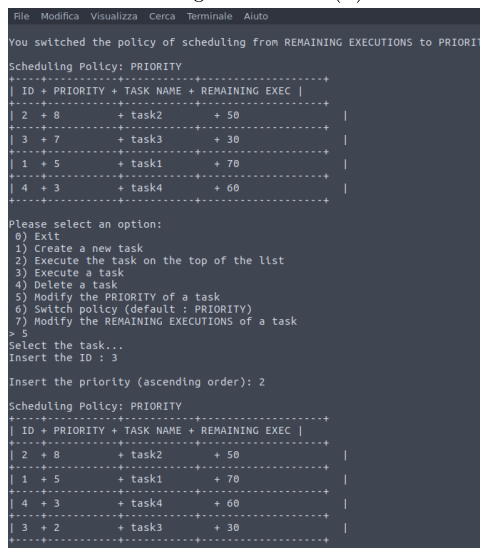 File Modifica Visualizza Cerca Terminale Aiuto
You switched the policy of scheduling from REMAINING EXECUTIONS to PRIORIT
Scheduling Policy: PRIORITY
+----+-----------+-----------+-------------------+
| ID + PRIORITY + TASK NAME + REMAINING EXEC |
+----+-----------+-----------+-------------------+
| 2 + 8 + task2 + 50 |
+----+-----------+-----------+-------------------+
| 3 + 7 + task3 + 30 |
+----+-----------+-----------+-------------------+
| 1 + 5 + task1 + 70 |
+----+-----------+-----------+-------------------+
| 4 + 3 + task4 + 60 |
+----+-----------+-----------+-------------------+
Please select an option:
0) Exit
1) Create a new task
2) Execute the task on the top of the list
3) Execute a task
4) Delete a task
5) Modify the PRIORITY of a task
6) Switch policy (default : PRIORITY)
7) Modify the REMAINING EXECUTIONS of a task
> 5
Select the task...
Insert the ID : 3
Insert the priority (ascending order): 2
Scheduling Policy: PRIORITY
+----+-----------+-----------+-------------------+
| ID + PRIORITY + TASK NAME + REMAINING EXEC |
+----+-----------+-----------+-------------------+
| 2 + 8 + task2 + 50 |
+----+-----------+-----------+-------------------+
| 1 + 5 + task1 + 70 |
+----+-----------+-----------+-------------------+
| 4 + 3 + task4 + 60 |
+----+-----------+-----------+-------------------+
| 3 + 2 + task3 + 30 |
+----+-----------+-----------+-------------------+